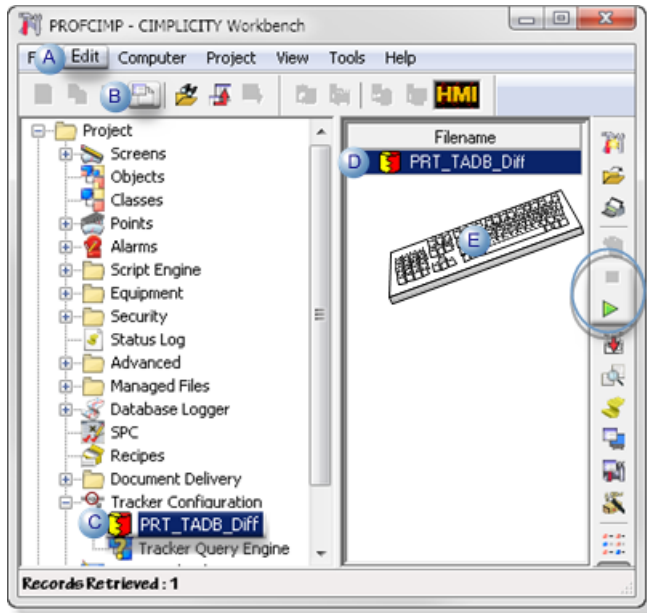 PROFCIMP - CIMPLICITY Workbench
F A Edit Computer Project View Tools Help
B HMI
Project
Screens
Objects
Classes
Points
Alarms
Script Engine
Equipment
Security
Status Log
Advanced
Managed Files
Database Logger
SPC
Recipes
Document Delivery
Tracker Configuration
C PRT_TADB_Diff
Tracker Query Engine
Filename
D PRT_TADB_Diff
E
Records Retrieved : 1